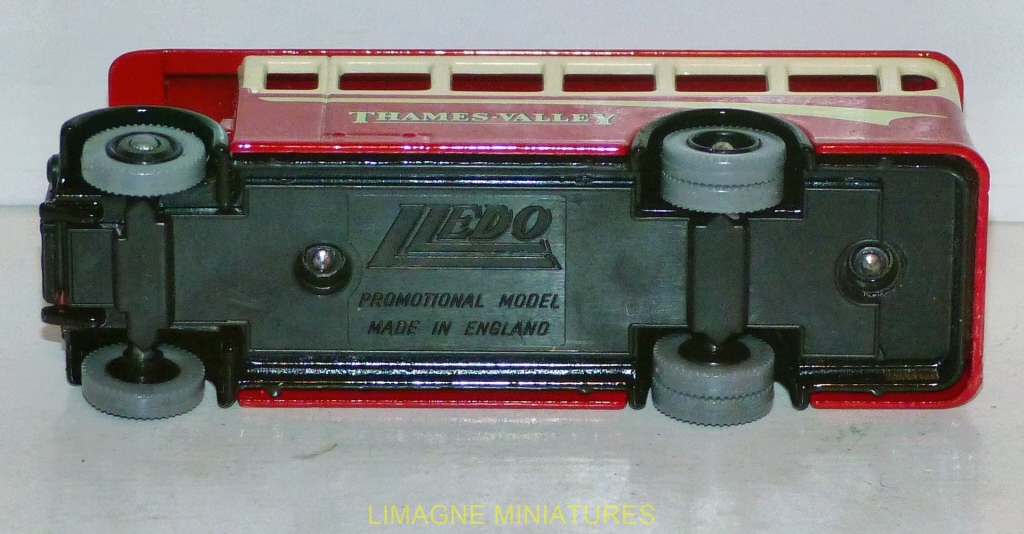 THAMES·VALLEY
LLEDO
PROMOTIONAL MODEL
MADE IN ENGLAND
LIMAGNE MINIATURES